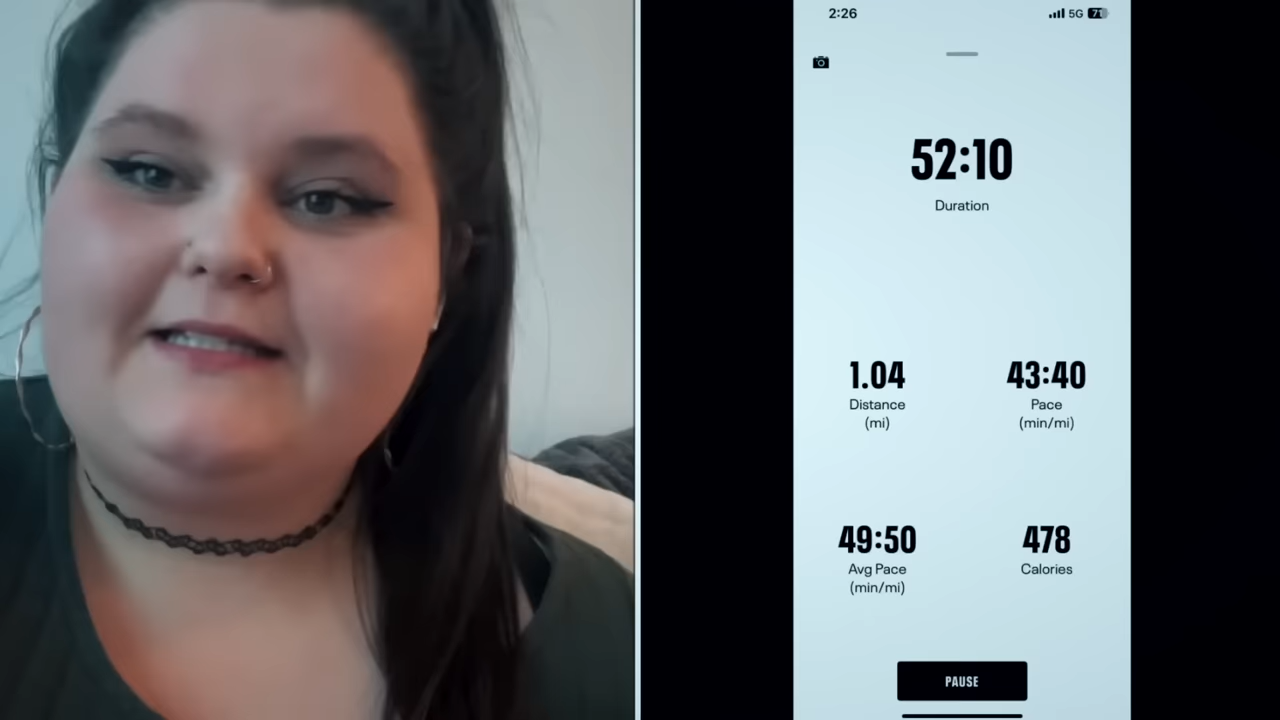 2:26
5G
71
52:10
Duration
1.04
43:40
Distance
Pace
(mi)
(min/mi)
49:50
478
Avg Pace
Calories
(min/mi)
PAUSE